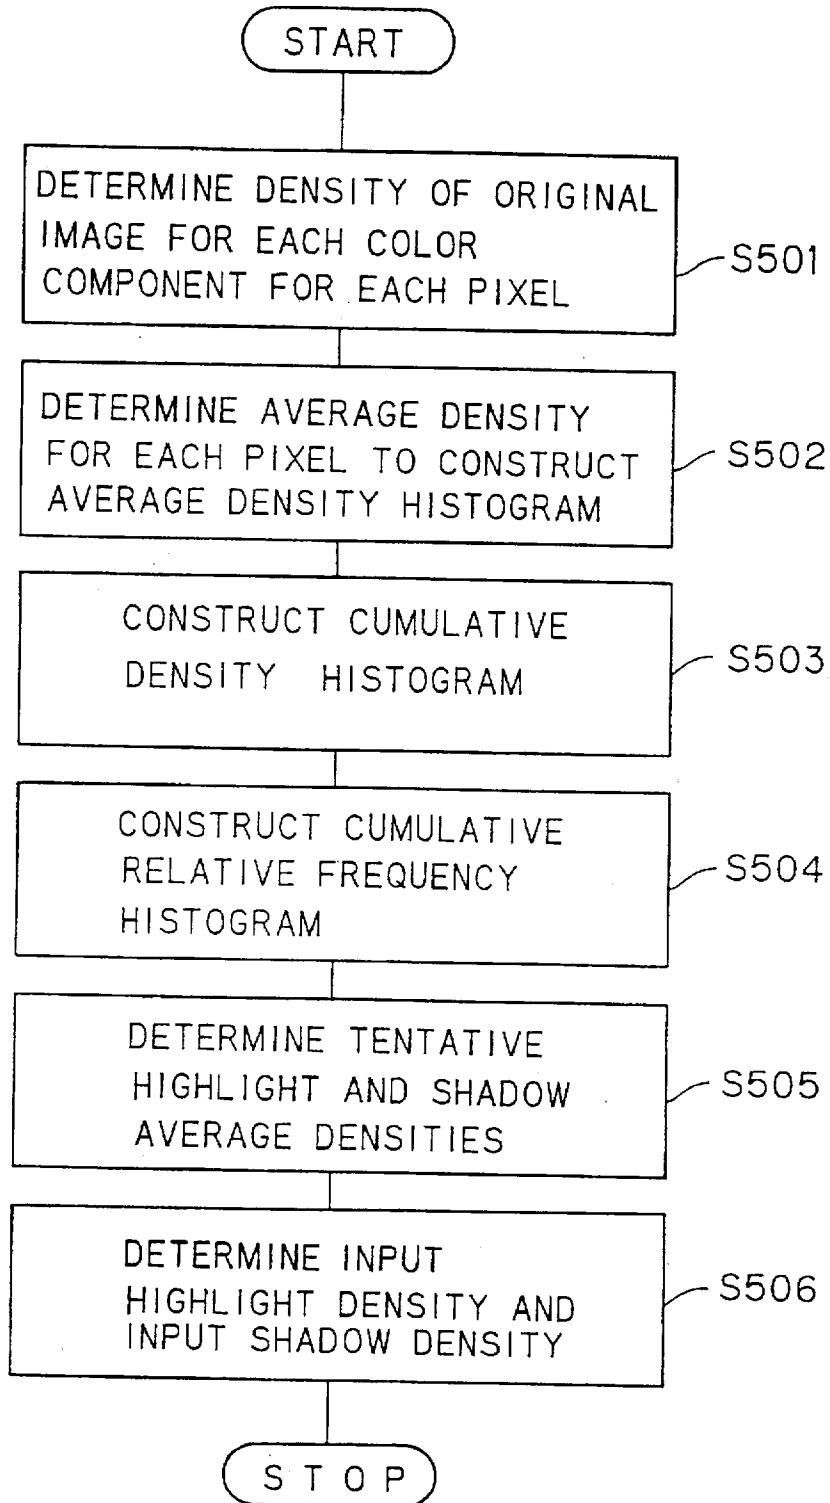 START
DETERMINE DENSITY OF ORIGINAL
IMAGE FOR EACH COLOR
COMPONENT FOR EACH PIXEL
S501
DETERMINE AVERAGE DENSITY
FOR EACH PIXEL TO CONSTRUCT
AVERAGE DENSITY HISTOGRAM
S502
CONSTRUCT CUMULATIVE
DENSITY HISTOGRAM
S503
CONSTRUCT CUMULATIVE
RELATIVE FREQUENCY
HISTOGRAM
S504
DETERMINE TENTATIVE
HIGHLIGHT AND SHADOW
AVERAGE DENSITIES
S505
DETERMINE INPUT
HIGHLIGHT DENSITY AND
INPUT SHADOW DENSITY
S506
STOP